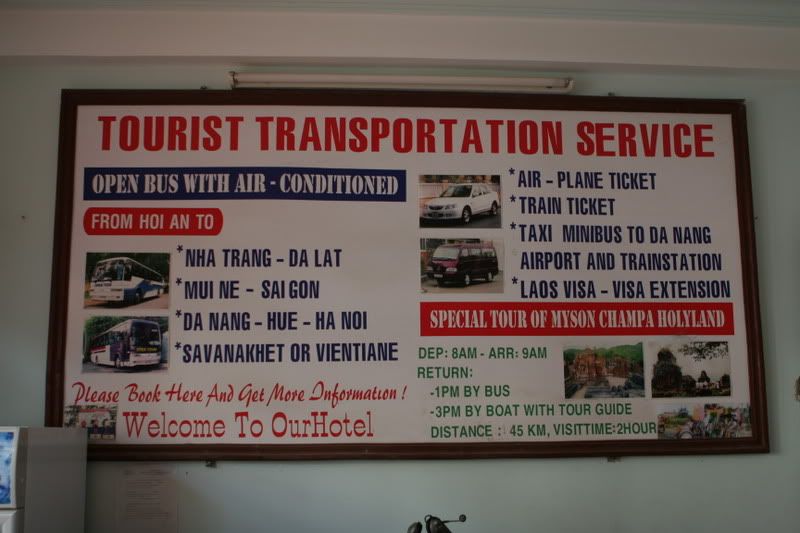 TOURIST TRANSPORTATION SERVICE
OPEN BUS WITH AIR - CONDITIONED
FROM HOI AN TO
*NHA TRANG - DA LAT
*MUI NE - SAI GON
*DA NANG - HUE - HA NOI
*SAVANAKHET OR VIENTIANE
Please Book Here And Get More Information !
Welcome To OurHotel
*AIR - PLANE TICKET
*TRAIN TICKET
*TAXI MINIBUS TO DA NANG
AIRPORT AND TRAINSTATION
*LAOS VISA - VISA EXTENSION
SPECIAL TOUR OF MYSON CHAMPA HOLYLAND
DEP: 8AM - ARR: 9AM
RETURN:
-1PM BY BUS
-3PM BY BOAT WITH TOUR GUIDE
DISTANCE : 45 KM, VISITTIME:2HOUR